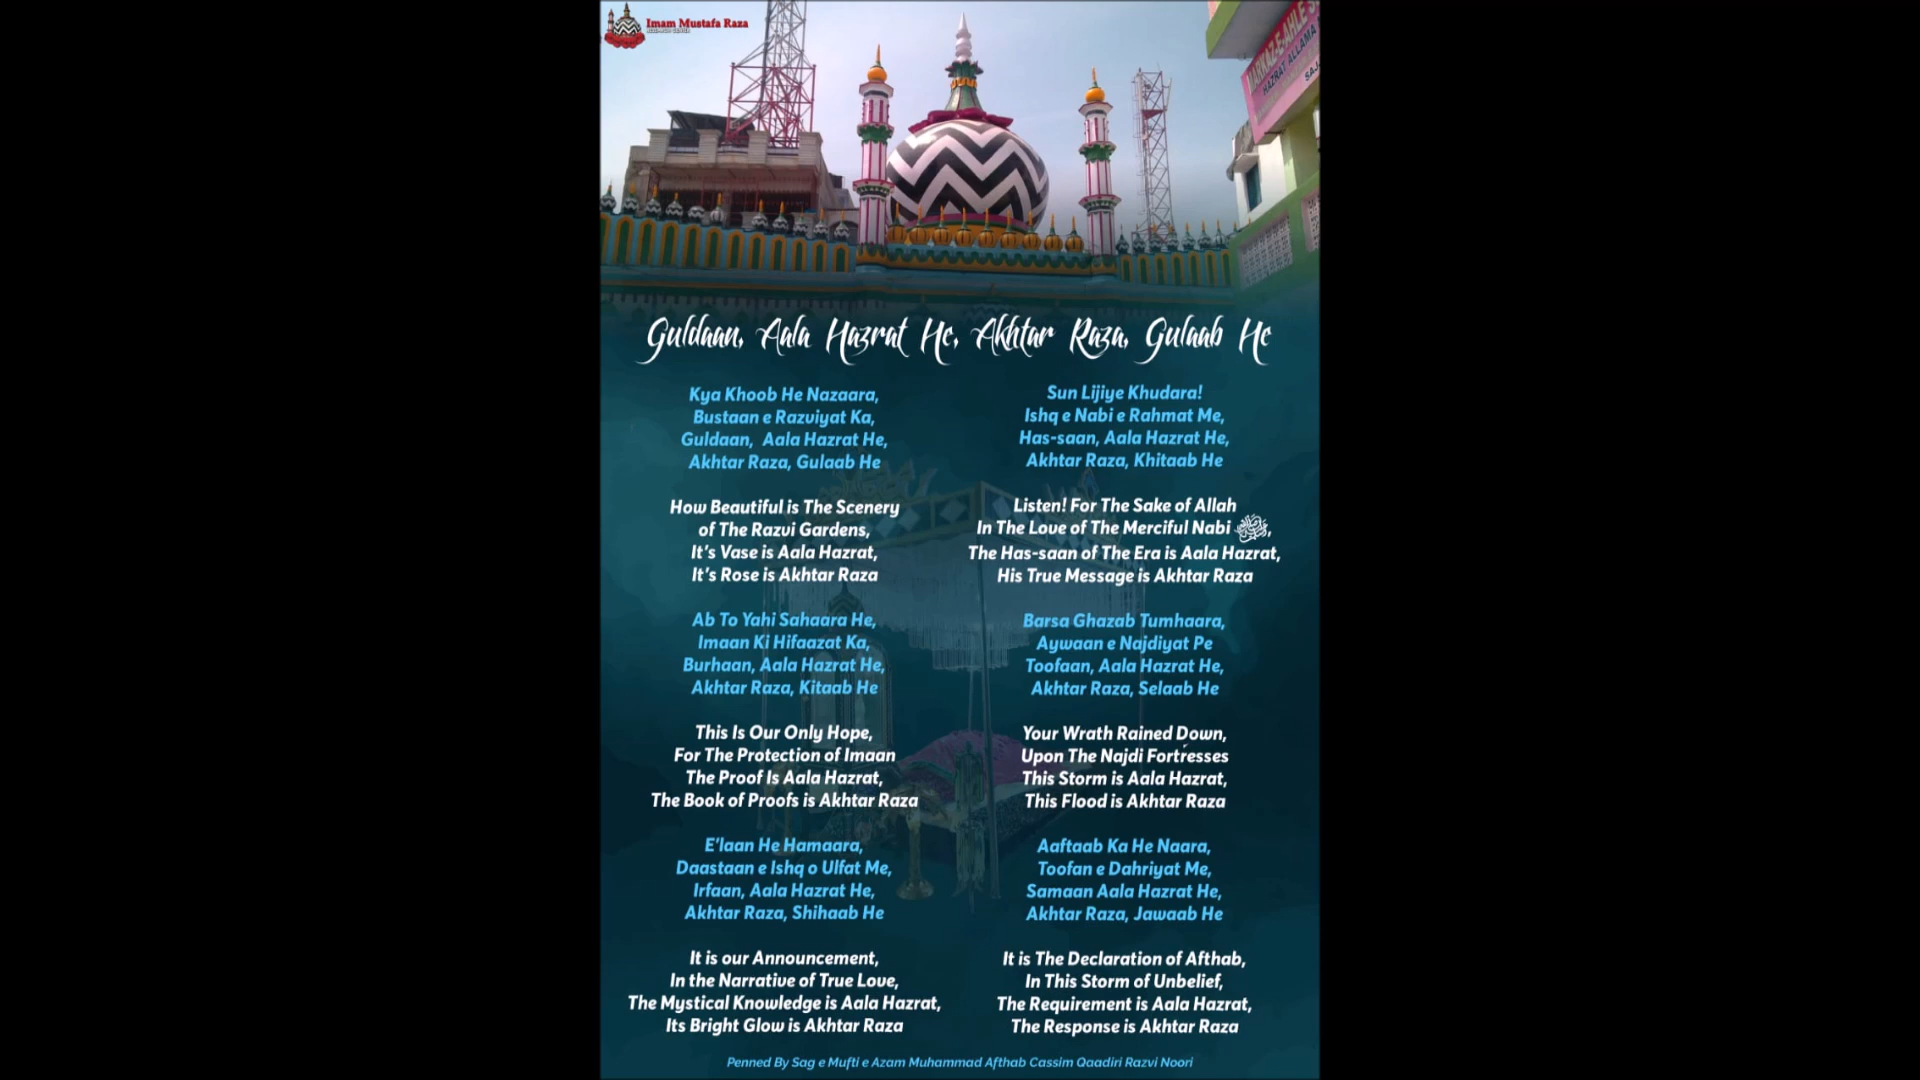 Imam Mustafa Raza
RESEARCH CENTRE
MARKAZ-E-AHLE S
HAZRAT ALLAMA
SAJ
Guldaan, Aala Hazrat He, Akhtar Raza, Gulaab He
Kya Khoob He Nazaara,
Bustaan e Razviyat Ka,
Guldaan, Aala Hazrat He,
Akhtar Raza, Gulaab He
How Beautiful is The Scenery
of The Razvi Gardens,
It's Vase is Aala Hazrat,
It's Rose is Akhtar Raza
Ab To Yahi Sahaara He,
Imaan Ki Hifaazat Ka,
Burhaan, Aala Hazrat He,
Akhtar Raza, Kitaab He
This Is Our Only Hope,
For The Protection of Imaan
The Proof Is Aala Hazrat,
The Book of Proofs is Akhtar Raza
E'laan He Hamaara,
Daastaan e Ishq o Ulfat Me,
Irfaan, Aala Hazrat He,
Akhtar Raza, Shihaab He
It is our Announcement,
In the Narrative of True Love,
The Mystical Knowledge is Aala Hazrat,
Its Bright Glow is Akhtar Raza
Sun Lijiye Khudara!
Ishq e Nabi e Rahmat Me,
Has-saan, Aala Hazrat He,
Akhtar Raza, Khitaab He
Listen! For The Sake of Allah
In The Love of The Merciful Nabi ﷺ,
The Has-saan of The Era is Aala Hazrat,
His True Message is Akhtar Raza
Barsa Ghazab Tumhaara,
Aywaan e Najdiyat Pe
Toofaan, Aala Hazrat He,
Akhtar Raza, Selaab He
Your Wrath Rained Down,
Upon The Najdi Fortresses
This Storm is Aala Hazrat,
This Flood is Akhtar Raza
Aaftaab Ka He Naara,
Toofan e Dahriyat Me,
Samaan Aala Hazrat He,
Akhtar Raza, Jawaab He
It is The Declaration of Afthab,
In This Storm of Unbelief,
The Requirement is Aala Hazrat,
The Response is Akhtar Raza
Penned By Sag e Mufti e Azam Muhammad Afthab Cassim Qaadiri Razvi Noori